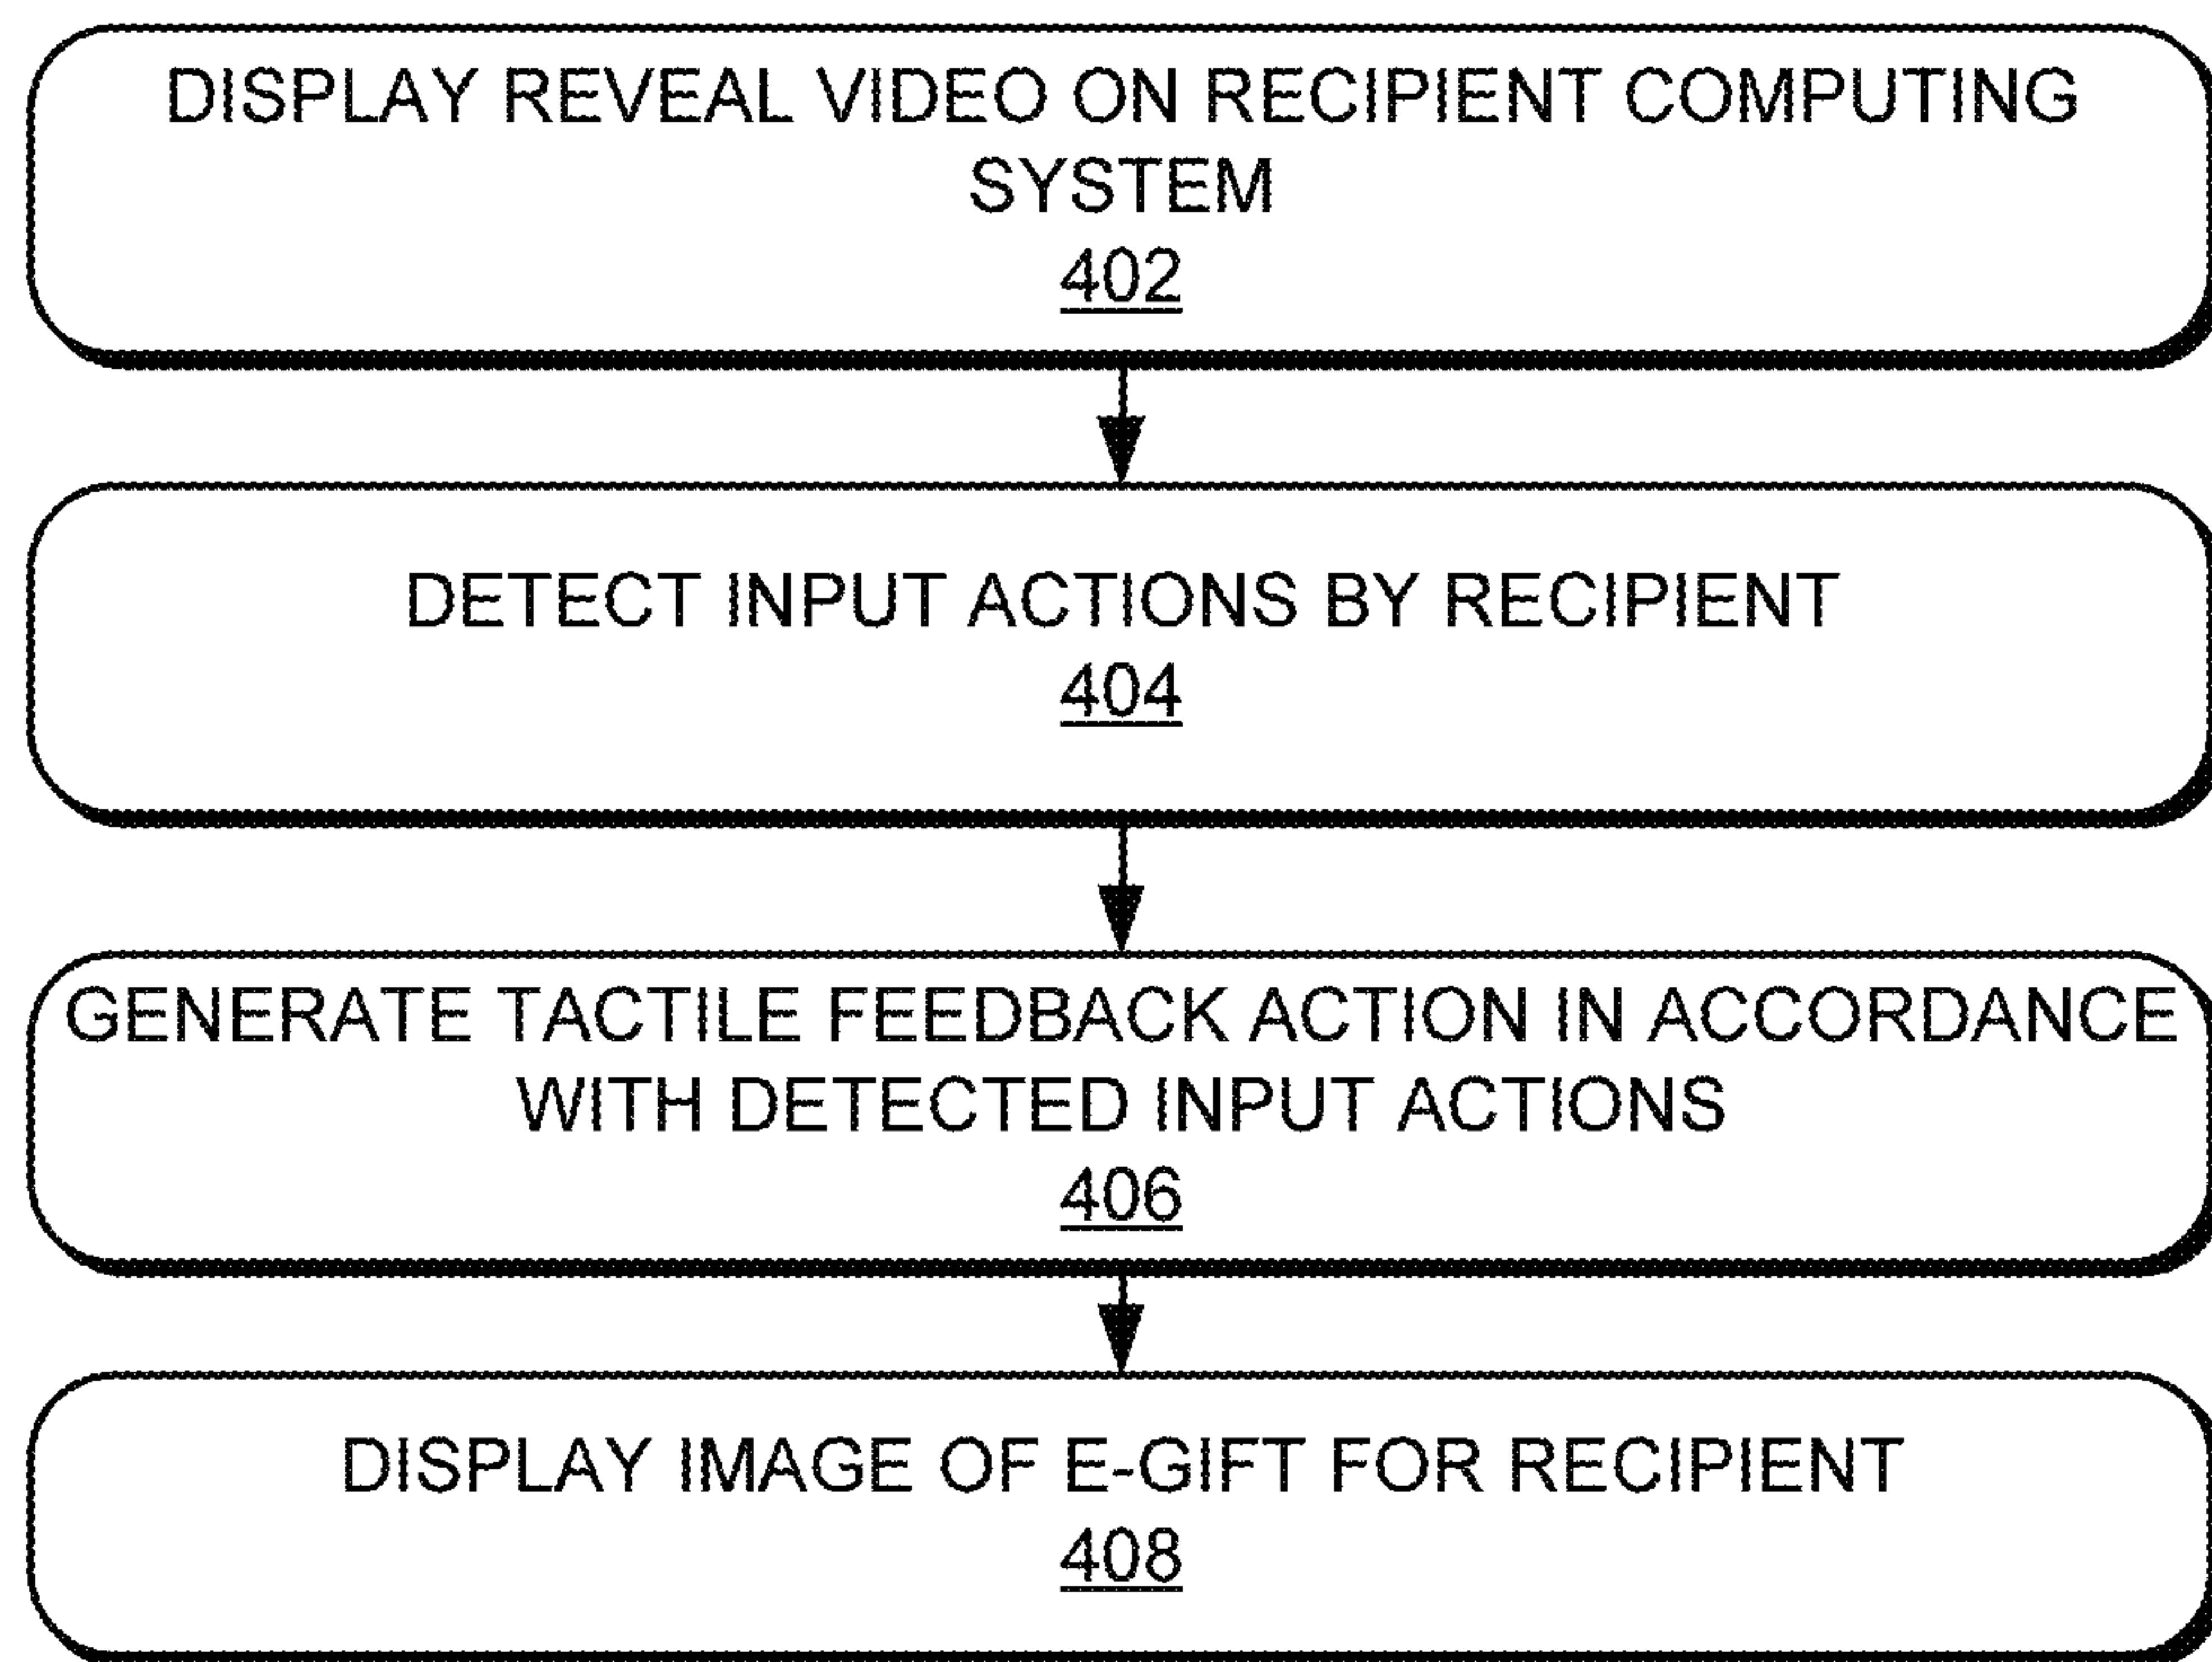 DISPLAY REVEAL VIDEO ON RECIPIENT COMPUTING
SYSTEM
402
DETECT INPUT ACTIONS BY RECIPIENT
404
GENERATE TACTILE FEEDBACK ACTION IN ACCORDANCE
WITH DETECTED INPUT ACTIONS
406
DISPLAY IMAGE OF E-GIFT FOR RECIPIENT
408